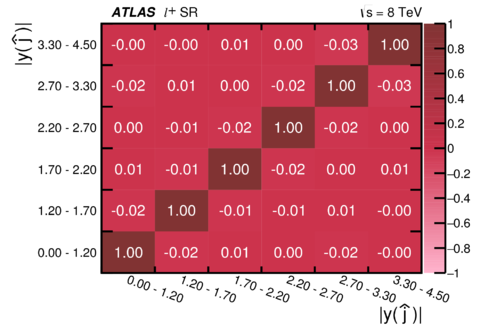 ATLAS l⁺ SR √s = 8 TeV
|y(ĵ)|
3.30 - 4.50 -0.00 -0.00 0.01 0.00 -0.03 1.00
2.70 - 3.30 -0.02 0.01 0.00 -0.02 1.00 -0.03
2.20 - 2.70 0.00 -0.01 -0.02 1.00 -0.02 0.00
1.70 - 2.20 0.01 -0.01 1.00 -0.02 0.00 0.01
1.20 - 1.70 -0.02 1.00 -0.01 -0.01 0.01 -0.00
0.00 - 1.20 1.00 -0.02 0.01 0.00 -0.02 -0.00
0.00 - 1.20 1.20 - 1.70 1.70 - 2.20 2.20 - 2.70 2.70 - 3.30 3.30 - 4.50
|y(ĵ)|
1
0.8
0.6
0.4
0.2
0
−0.2
−0.4
−0.6
−0.8
−1